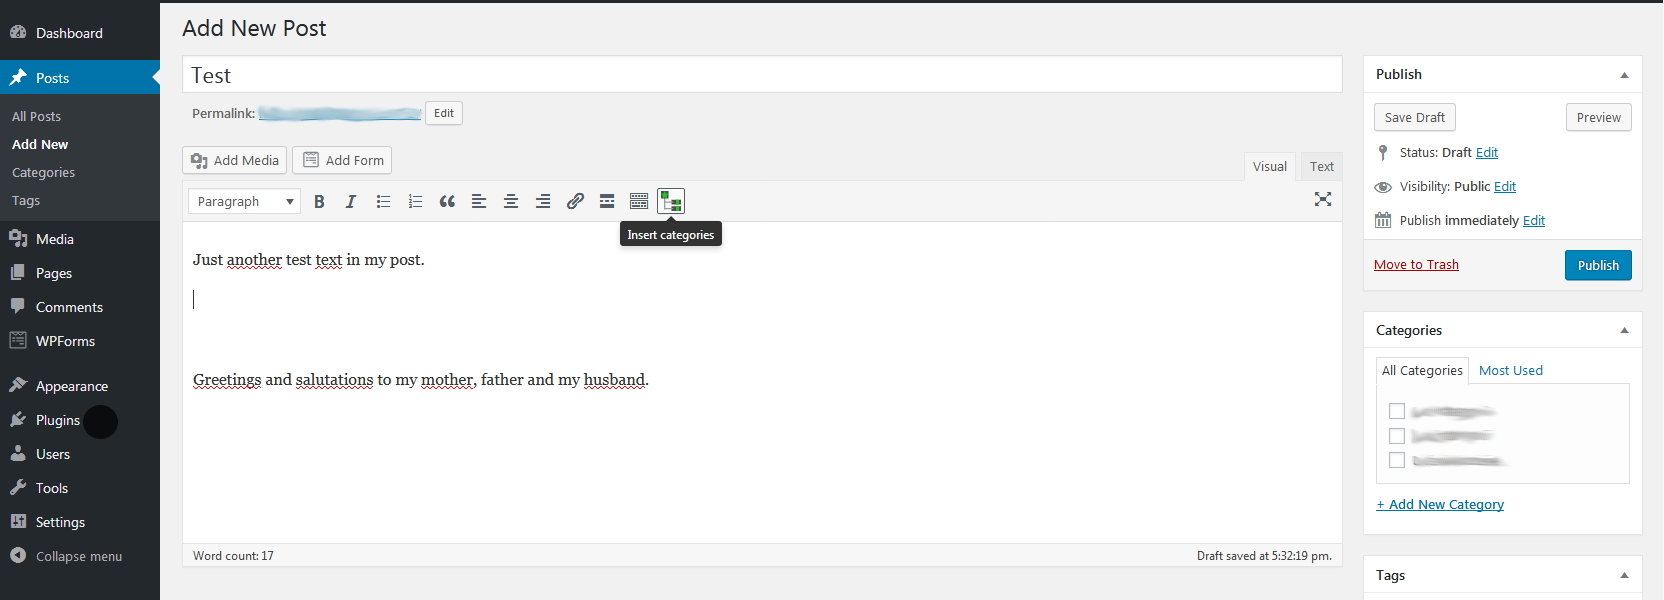 Dashboard
Posts
All Posts
Add New
Categories
Tags
Media
Pages
Comments
WPForms
Appearance
Plugins
Users
Tools
Settings
Collapse menu
Add New Post
Test
Permalink: Edit
Add Media Add Form
Visual Text
Paragraph B I
Insert categories
Just another test text in my post.
Greetings and salutations to my mother, father and my husband.
Word count: 17 Draft saved at 5:32:19 pm.
Publish
Save Draft Preview
Status: Draft Edit
Visibility: Public Edit
Publish immediately Edit
Move to Trash Publish
Categories
All Categories Most Used
+ Add New Category
Tags